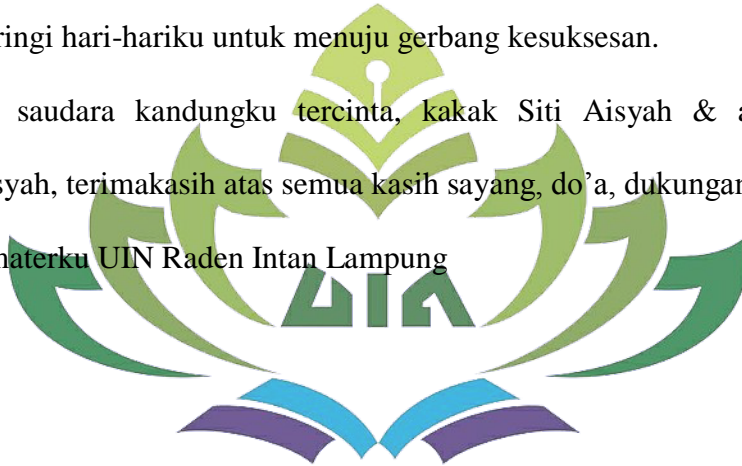 ringi hari-hariku untuk menuju gerbang kesuksesan.
saudara kandungku tercinta, kakak Siti Aisyah & a
syah, terimakasih atas semua kasih sayang, do’a, dukungan
materku UIN Raden Intan Lampung
UIN